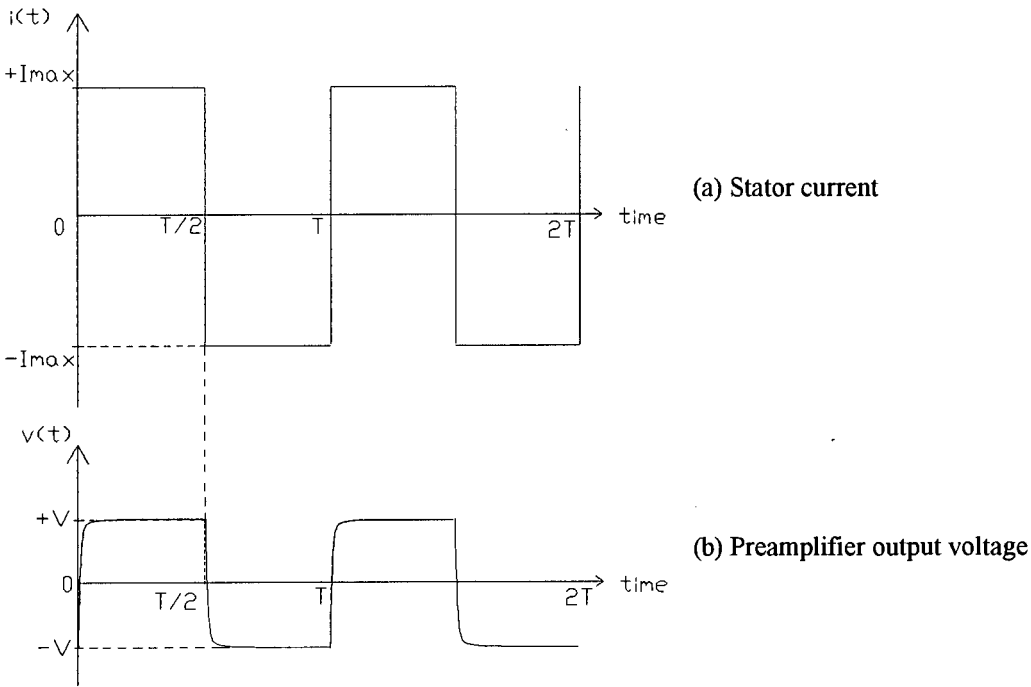 i(t)
+Imax
(a) Stator current
0 T/2 T 2T time
-Imax
v(t)
+V
(b) Preamplifier output voltage
0 T/2 T 2T time
-V